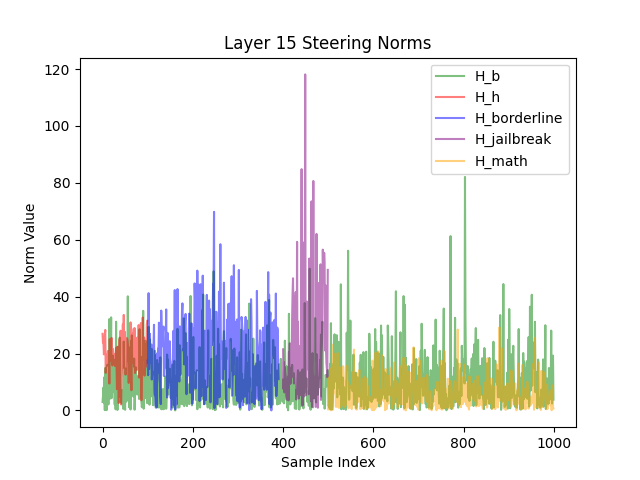 Layer 15 Steering Norms
120
100
80
60
40
20
0
Norm Value
H_b
H_h
H_borderline
H_jailbreak
H_math
0
200
400
600
800
1000
Sample Index